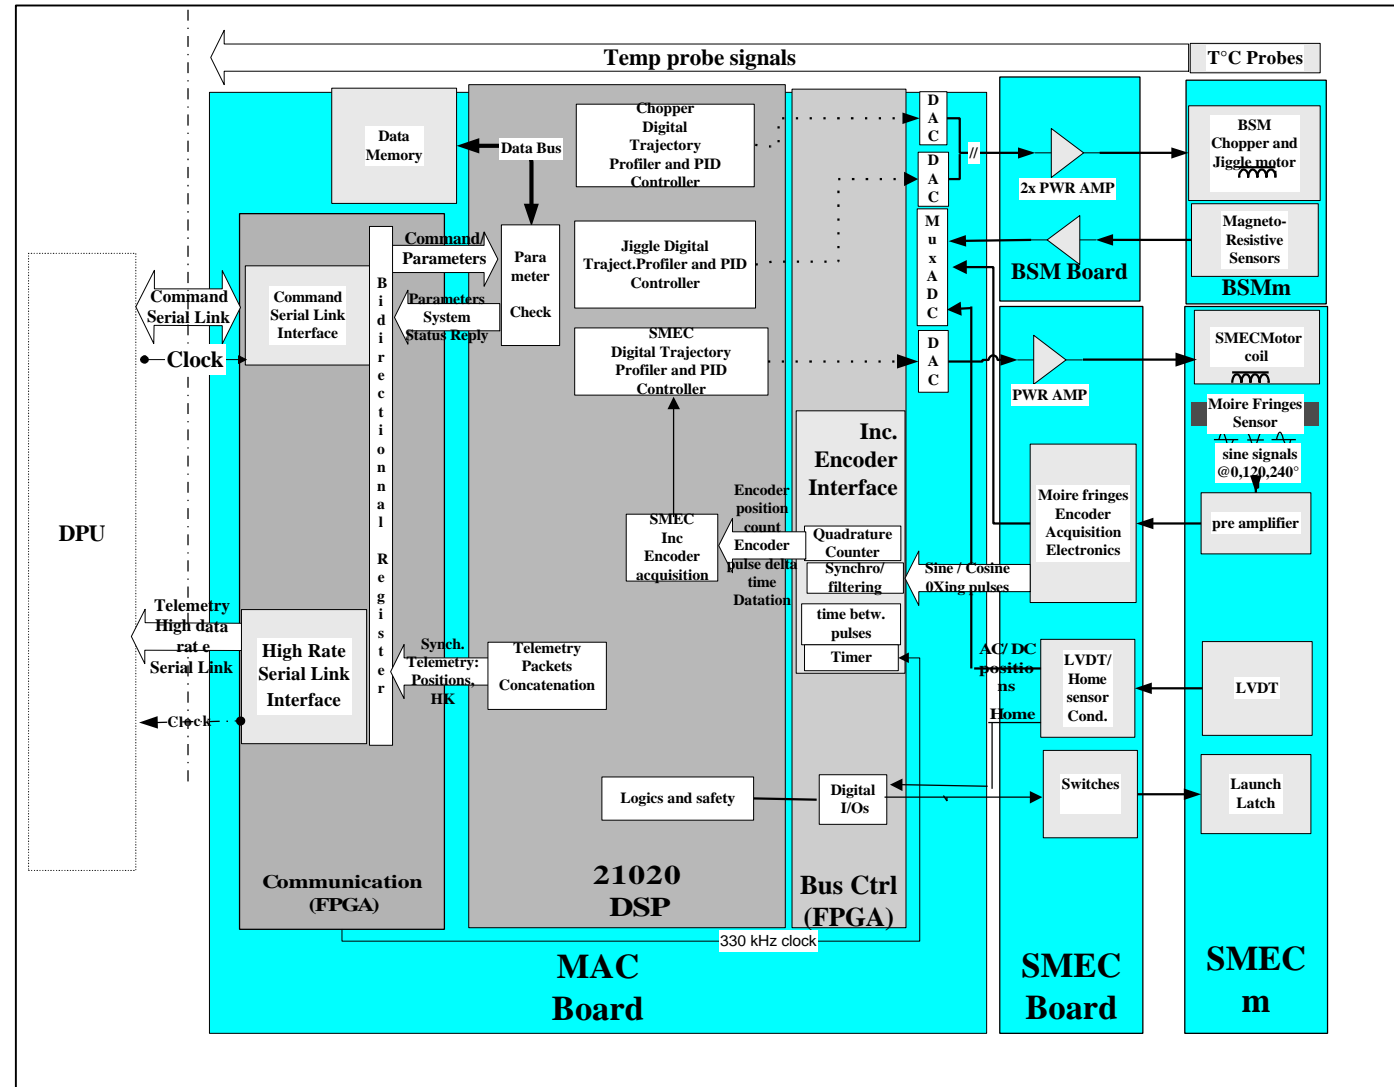 Temp probe signals
T°C Probes
Data
Memory
Data Bus
Chopper
Digital
Trajectory
Profiler and PID
Controller
D
A
C
D
A
C
//
2x PWR AMP
BSM
Chopper and
Jiggle motor
Magneto-
Resistive
Sensors
BSMm
BSM Board
M
u
x
A
D
C
Jiggle Digital
Traject.Profiler and PID
Controller
Command/
Parameters
Para
meter
Check
Parameters
System
Status Reply
SMEC
Digital Trajectory
Profiler and PID
Controller
D
A
C
PWR AMP
SMECMotor
coil
Moire Fringes
Sensor
sine signals
@0,120,240°
pre amplifier
Command
Serial Link
Command
Serial Link
Interface
Clock
B
i
d
i
r
e
c
t
i
o
n
n
a
l
R
e
g
i
s
t
e
r
DPU
Inc.
Encoder
Interface
Quadrature
Counter
Synchro/
filtering
time betw.
pulses
Timer
Encoder
position
count
Encoder
pulse delta
time
Datation
SMEC
Inc
Encoder
acquisition
Moire fringes
Encoder
Acquisition
Electronics
Sine / Cosine
0Xing pulses
Telemetry
High data
rat e
Serial Link
High Rate
Serial Link
Interface
Clock
Synch.
Telemetry:
Positions,
HK
Telemetry
Packets
Concatenation
AC/ DC
positio
ns
Home
LVDT/
Home
sensor
Cond.
LVDT
Logics and safety
Digital
I/Os
Switches
Launch
Latch
Communication
(FPGA)
21020
DSP
Bus Ctrl
(FPGA)
330 kHz clock
MAC
Board
SMEC
Board
SMEC
m